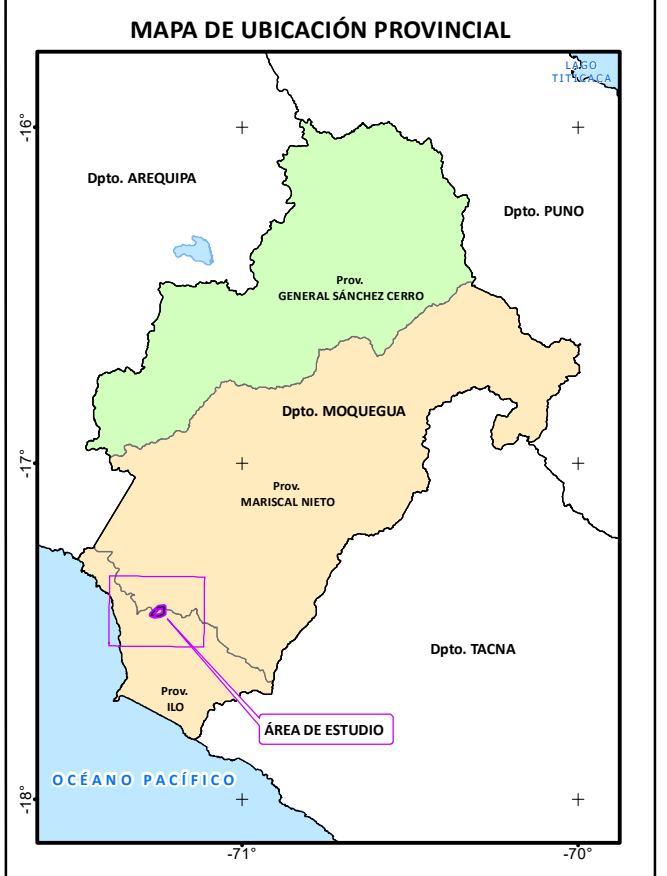 MAPA DE UBICACIÓN PROVINCIAL
LAGO
TITICACA
-16°
Dpto. AREQUIPA
Dpto. PUNO
Prov.
GENERAL SÁNCHEZ CERRO
Dpto. MOQUEGUA
-17°
Prov.
MARISCAL NIETO
Dpto. TACNA
Prov.
ILO
ÁREA DE ESTUDIO
OCÉANO PACÍFICO
-18°
-71°
-70°